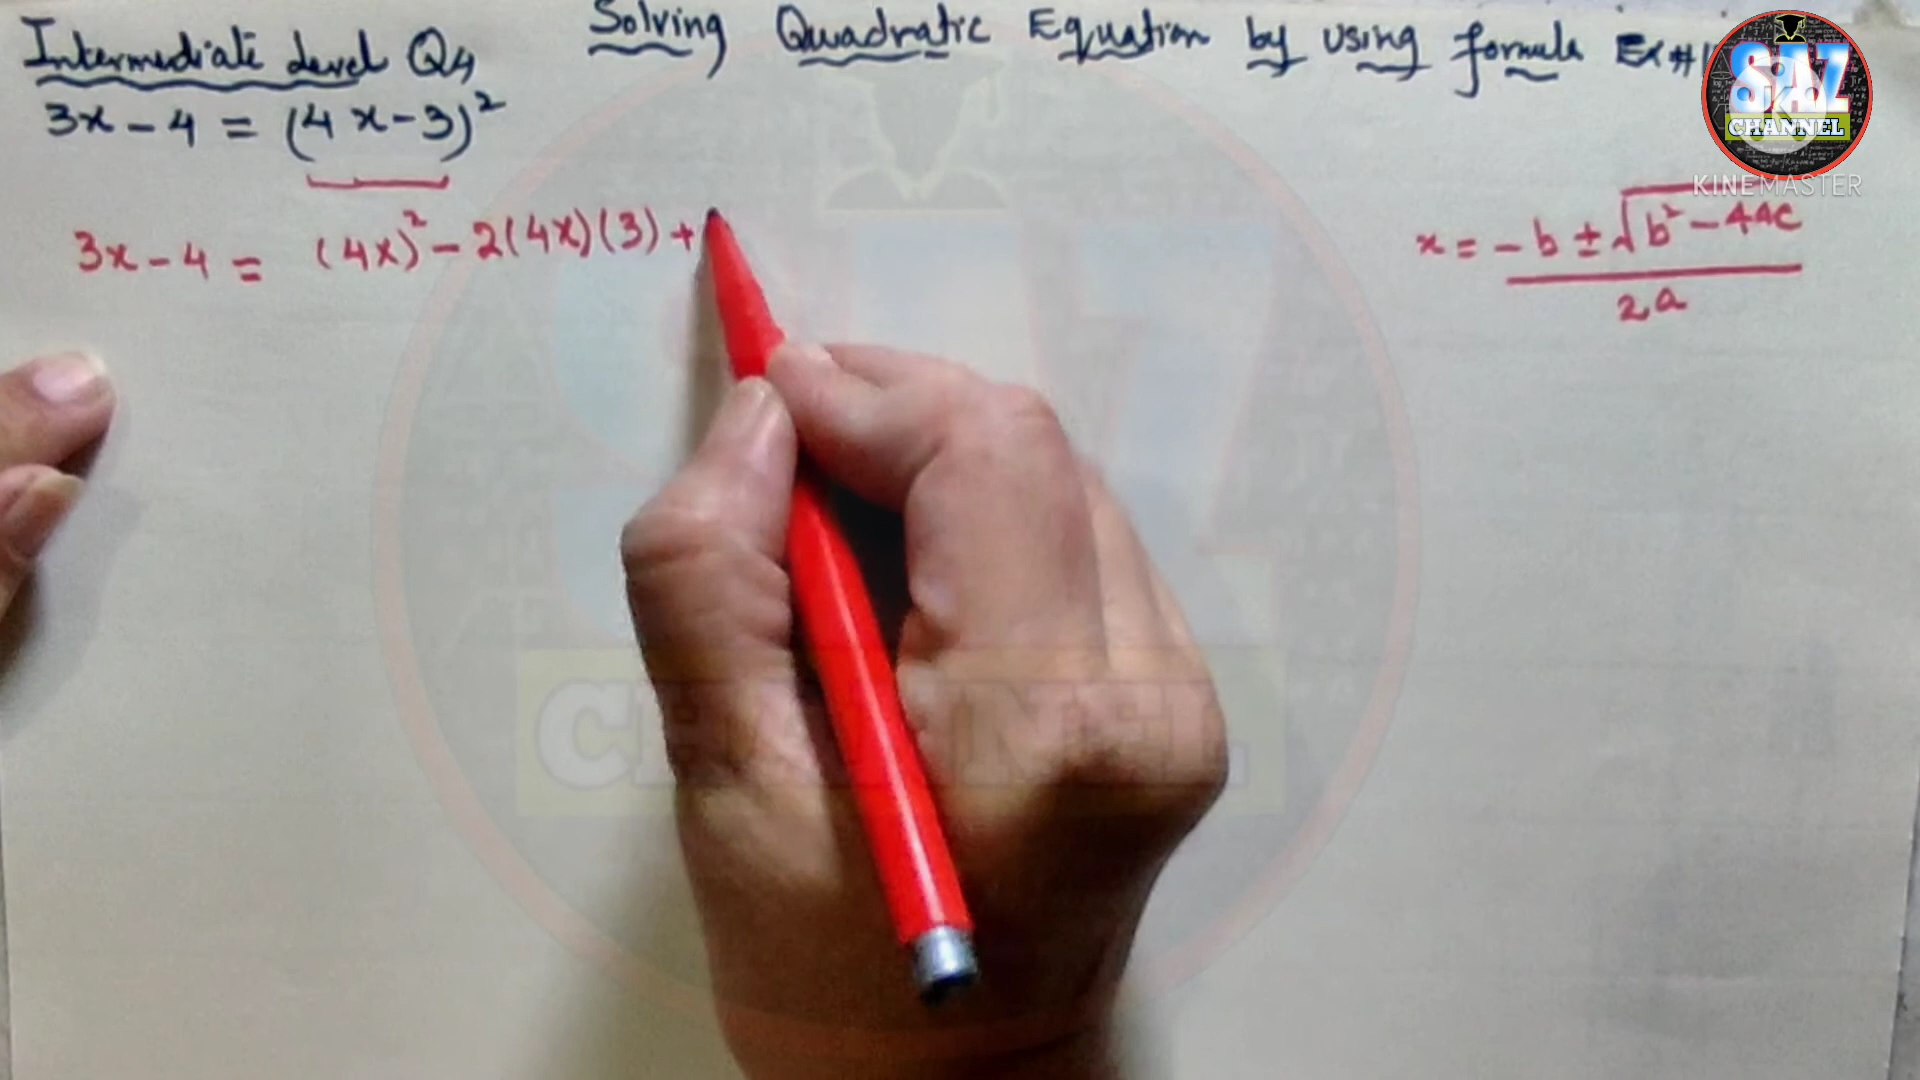 Intermediate Level Q4 Solving Quadratic Equation by using formula Ex #
3x - 4 = (4x-3)²
3x - 4 = (4x)² - 2(4x)(3) +
x = -b ± √b² - 4ac
2a
CHANNEL
KINEMASTER
CHANNEL